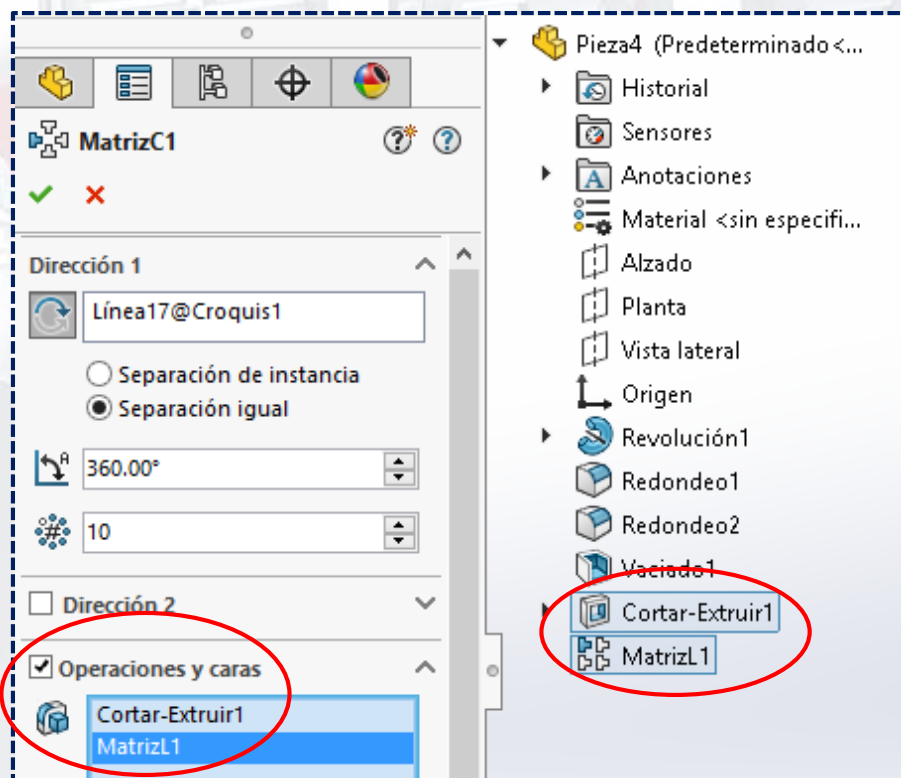 MatrizC1
Dirección 1
Línea17@Croquis1
Separación de instancia
Separación igual
360.00°
10
Dirección 2
Operaciones y caras
Cortar-Extruir1
MatrizL1
Pieza4 (Predeterminado<...
Historial
Sensores
Anotaciones
Material <sin especifi...
Alzado
Planta
Vista lateral
Origen
Revolución1
Redondeo1
Redondeo2
Vaciado1
Cortar-Extruir1
MatrizL1